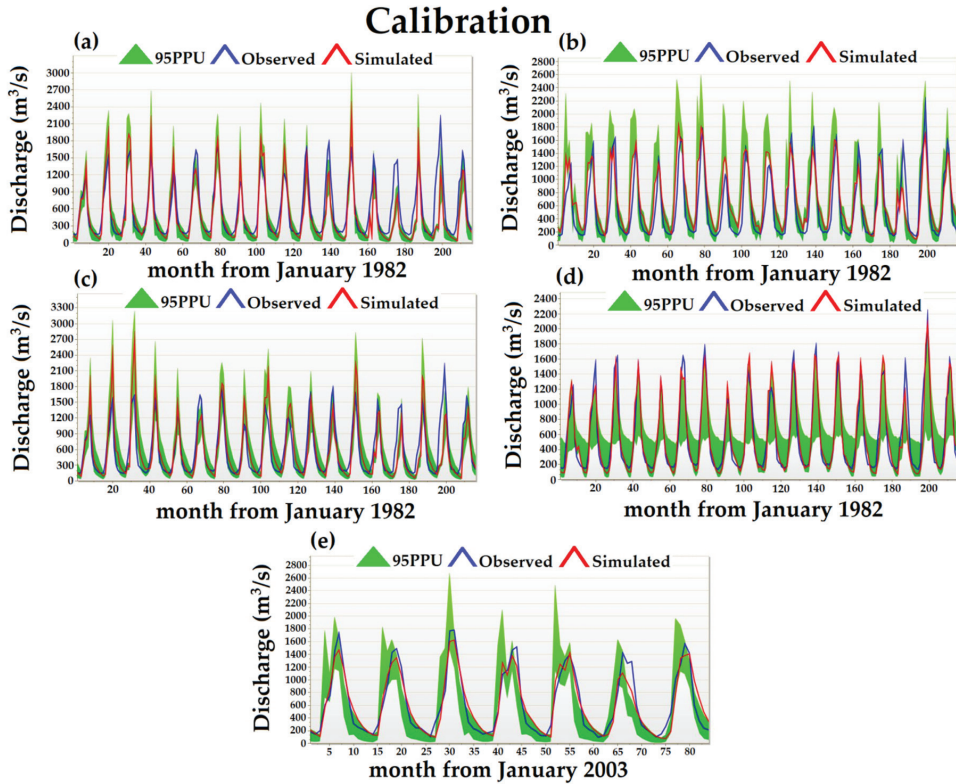 Calibration
(a)
95PPU Observed Simulated
Discharge (m³/s)
3000
2700
2400
2100
1800
1500
1200
900
600
300
0
20 40 60 80 100 120 140 160 180 200
month from January 1982
(b)
95PPU Observed Simulated
Discharge (m³/s)
2800
2600
2400
2200
2000
1800
1600
1400
1200
1000
800
600
400
200
0
20 40 60 80 100 120 140 160 180 200
month from January 1982
(c)
95PPU Observed Simulated
Discharge (m³/s)
3300
3000
2700
2400
2100
1800
1500
1200
900
600
300
0
20 40 60 80 100 120 140 160 180 200
month from January 1982
(d)
95PPU Observed Simulated
Discharge (m³/s)
2400
2200
2000
1800
1600
1400
1200
1000
800
600
400
200
0
20 40 60 80 100 120 140 160 180 200
month from January 1982
(e)
95PPU Observed Simulated
Discharge (m³/s)
2800
2600
2400
2200
2000
1800
1600
1400
1200
1000
800
600
400
200
0
5 10 15 20 25 30 35 40 45 50 55 60 65 70 75 80
month from January 2003